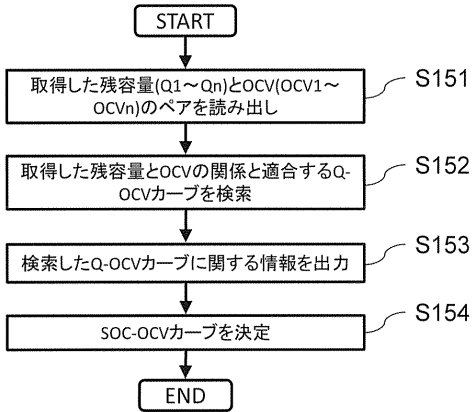 START
取得した残容量(Q1～Qn)とOCV(OCV1～
OCVn)のペアを読み出し
S151
取得した残容量とOCVの関係と適合するQ-
OCVカーブを検索
S152
検索したQ-OCVカーブに関する情報を出力
S153
SOC-OCVカーブを決定
S154
END